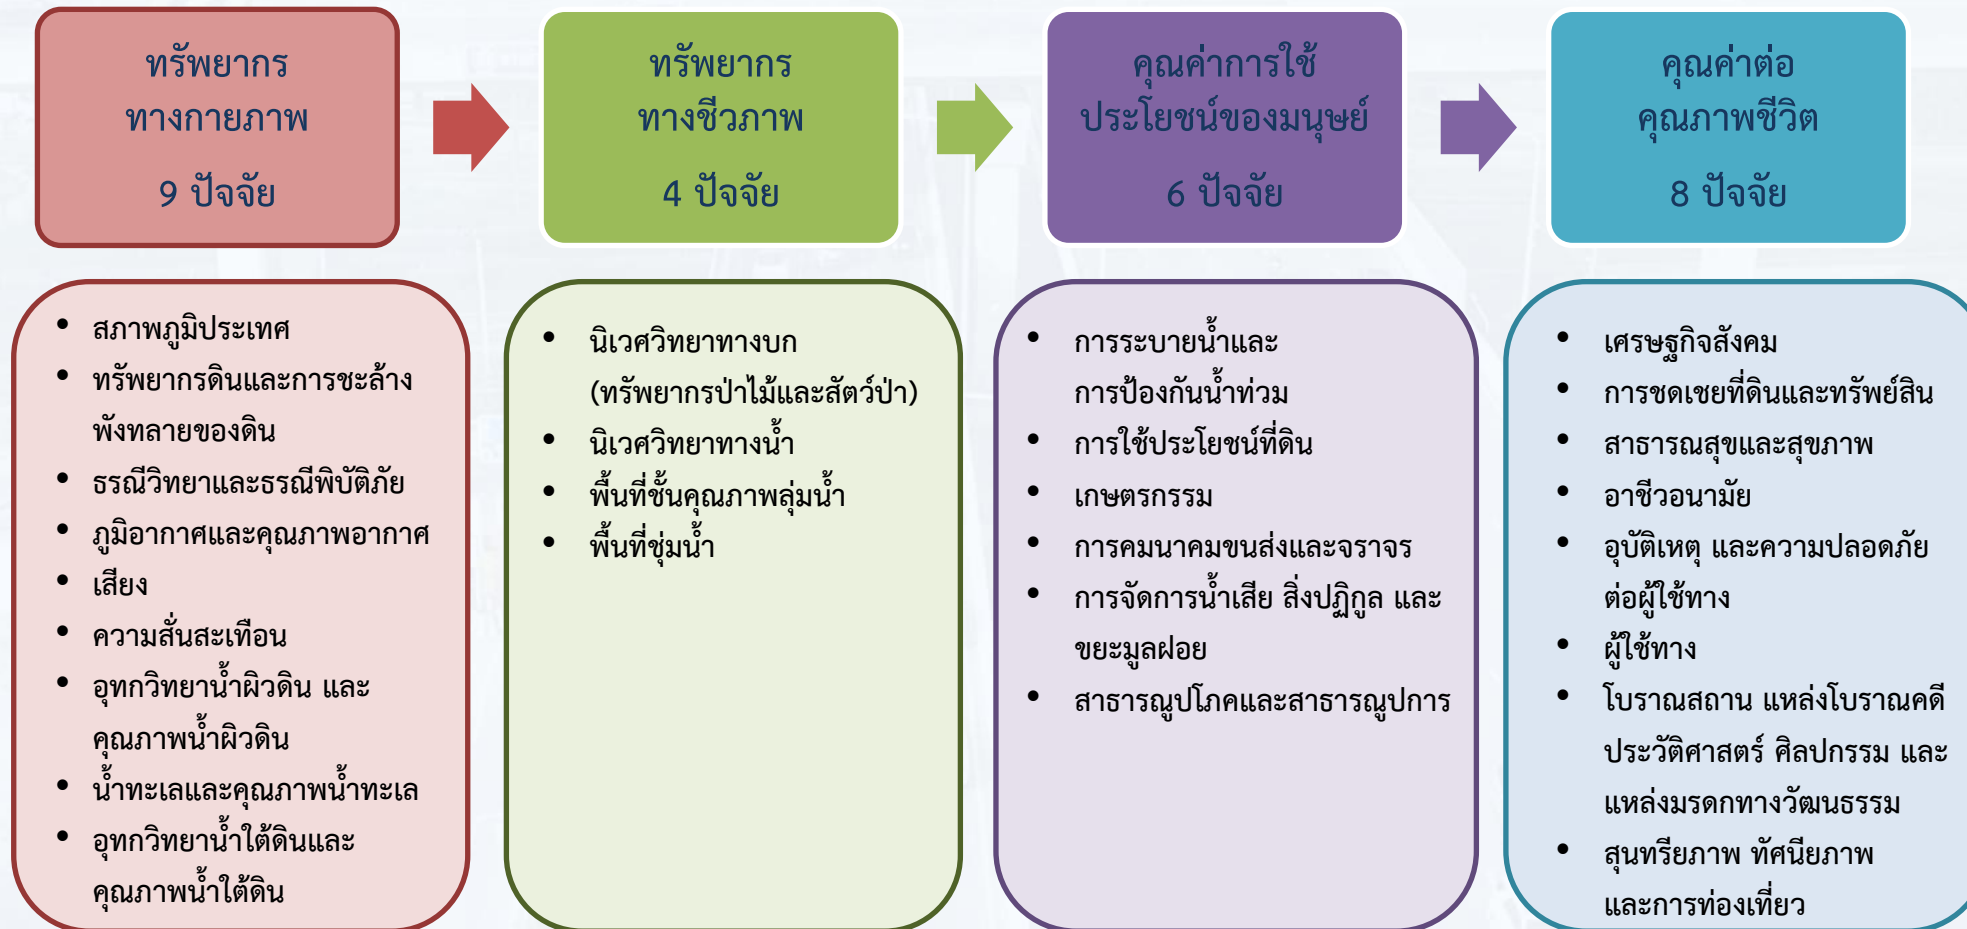 ทรัพยากร
ทางกายภาพ
9 ปัจจัย
ทรัพยากร
ทางชีวภาพ
4 ปัจจัย
คุณค่าการใช้
ประโยชน์ของมนุษย์
6 ปัจจัย
คุณค่าต่อ
คุณภาพชีวิต
8 ปัจจัย
• สภาพภูมิประเทศ
• ทรัพยากรดินและการชะล้าง
พังทลายของดิน
• ธรณีวิทยาและธรณีพิบัติภัย
• ภูมิอากาศและคุณภาพอากาศ
• เสียง
• ความสั่นสะเทือน
• อุทกวิทยาน้ำผิวดิน และ
คุณภาพน้ำผิวดิน
• น้ำทะเลและคุณภาพน้ำทะเล
• อุทกวิทยาน้ำใต้ดินและ
คุณภาพน้ำใต้ดิน
• นิเวศวิทยาทางบก
(ทรัพยากรป่าไม้และสัตว์ป่า)
• นิเวศวิทยาทางน้ำ
• พื้นที่ชั้นคุณภาพลุ่มน้ำ
• พื้นที่ชุ่มน้ำ
• การระบายน้ำและ
การป้องกันน้ำท่วม
• การใช้ประโยชน์ที่ดิน
• เกษตรกรรม
• การคมนาคมขนส่งและจราจร
• การจัดการน้ำเสีย สิ่งปฏิกูล และ
ขยะมูลฝอย
• สาธารณูปโภคและสาธารณูปการ
• เศรษฐกิจสังคม
• การชดเชยที่ดินและทรัพย์สิน
• สาธารณสุขและสุขภาพ
• อาชีวอนามัย
• อุบัติเหตุ และความปลอดภัย
ต่อผู้ใช้ทาง
• ผู้ใช้ทาง
• โบราณสถาน แหล่งโบราณคดี
ประวัติศาสตร์ ศิลปกรรม และ
แหล่งมรดกทางวัฒนธรรม
• สุนทรียภาพ ทัศนียภาพ
และการท่องเที่ยว